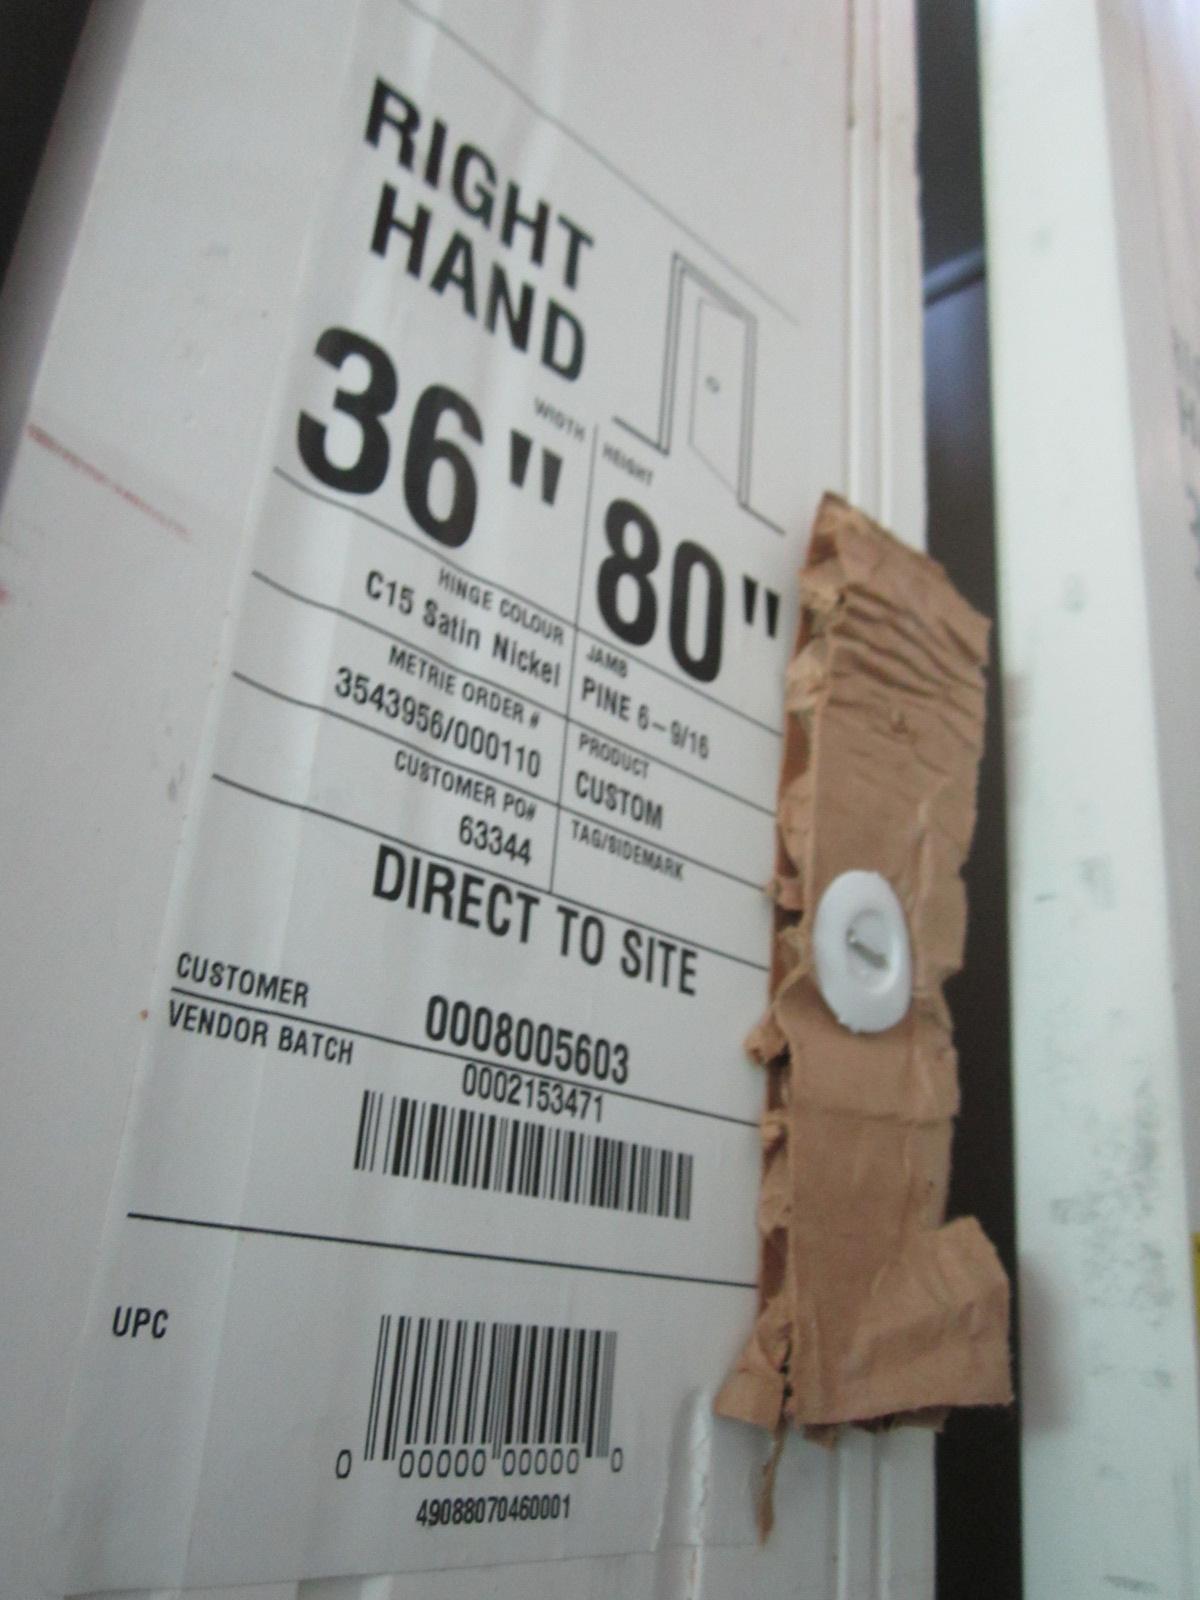 RIGHT
HAND
WIDTH
36"
HEIGHT
80"
HINGE COLOUR
C15 Satin Nickel
JAMB
PINE 6-9/16
METRIE ORDER #
3543956/000110
PRODUCT
CUSTOM
CUSTOMER PO#
63344
TAG/SIDEMARK
DIRECT TO SITE
CUSTOMER
0008005603
VENDOR BATCH
0002153471
UPC
0 00000 00000 0
49088070460001